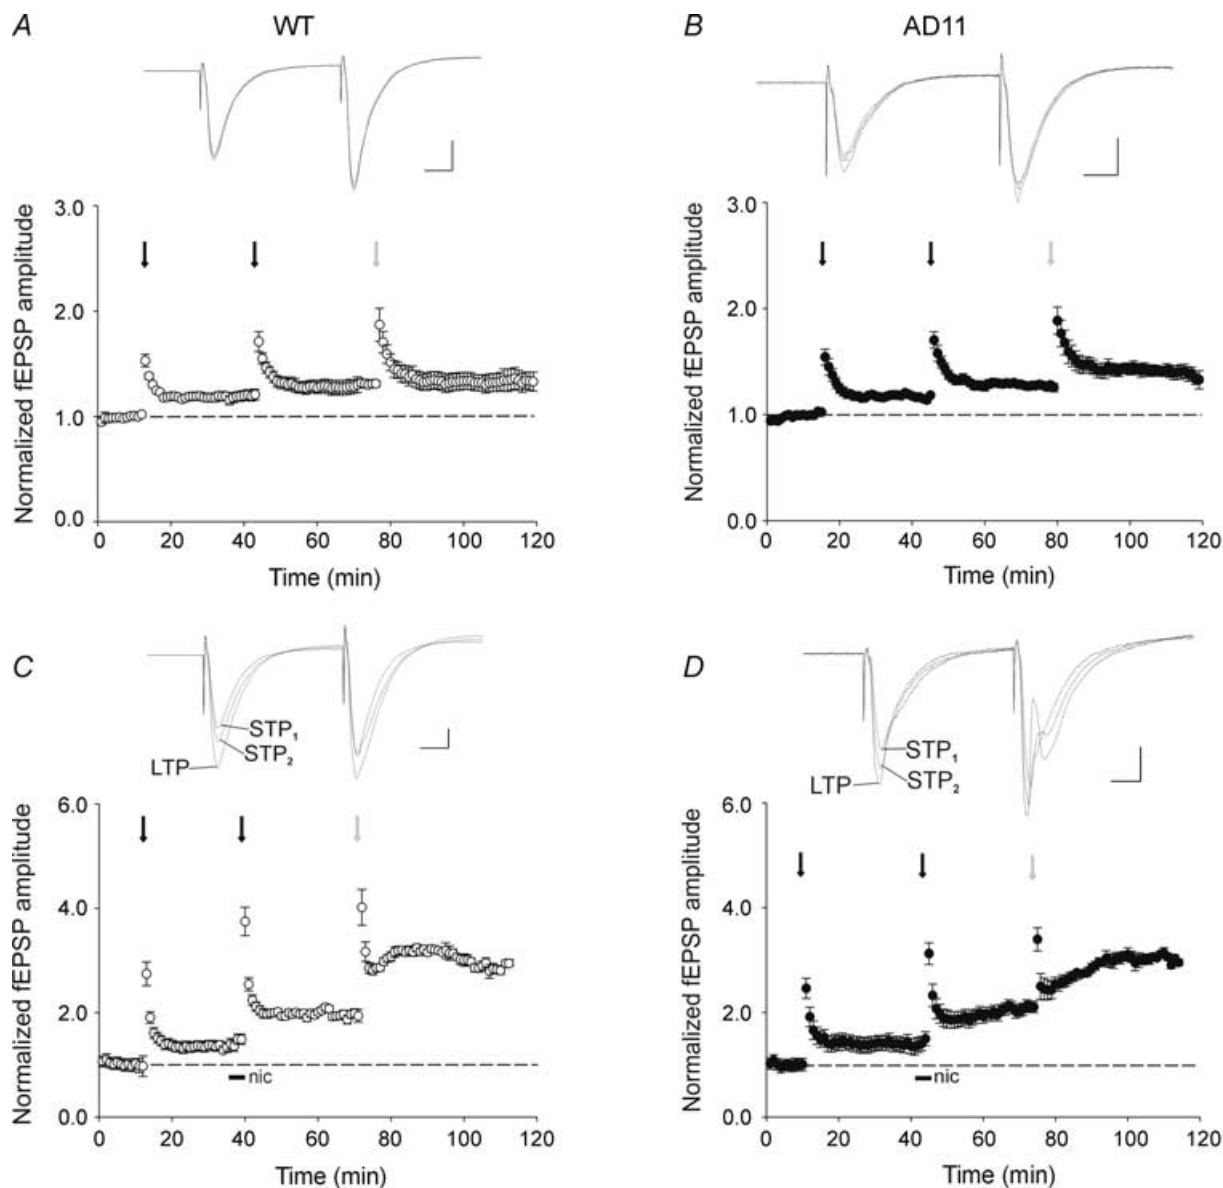 A WT
B AD11
Normalized fEPSP amplitude
3.0
2.0
1.0
0.0
0 20 40 60 80 100 120
Time (min)
Normalized fEPSP amplitude
3.0
2.0
1.0
0.0
0 20 40 60 80 100 120
Time (min)
C
STP₁
STP₂
LTP
Normalized fEPSP amplitude
6.0
4.0
2.0
0.0
nic
0 20 40 60 80 100 120
Time (min)
D
STP₁
STP₂
LTP
Normalized fEPSP amplitude
6.0
4.0
2.0
0.0
nic
0 20 40 60 80 100 120
Time (min)